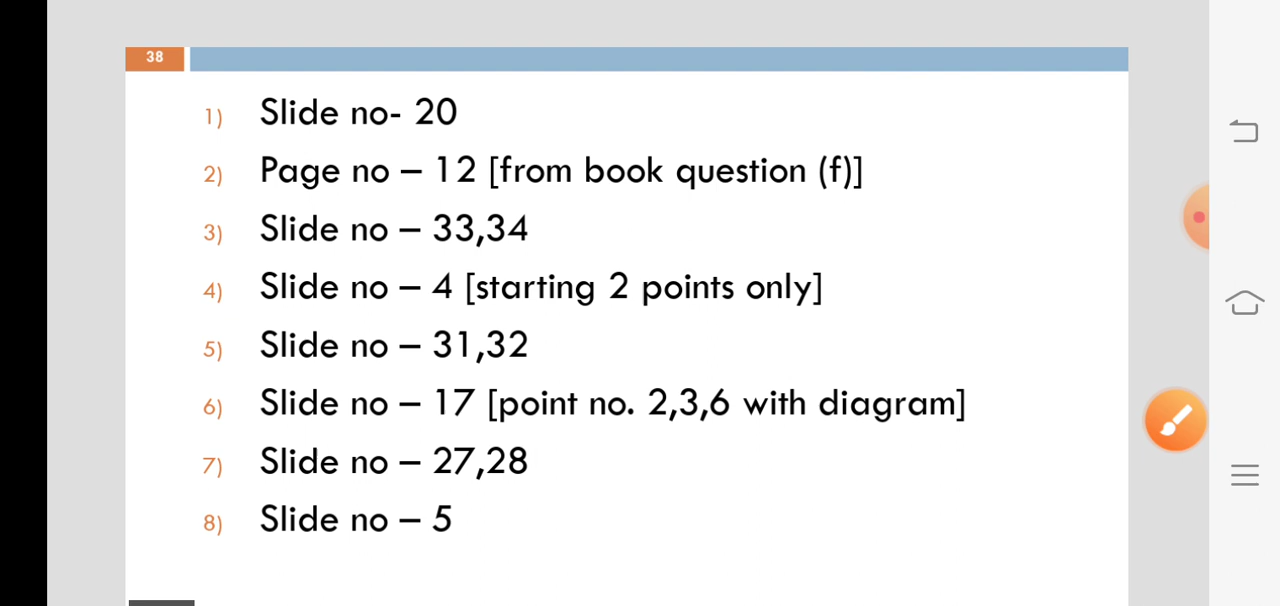 38
1) Slide no- 20
2) Page no – 12 [from book question (f)]
3) Slide no – 33,34
4) Slide no – 4 [starting 2 points only]
5) Slide no – 31,32
6) Slide no – 17 [point no. 2,3,6 with diagram]
7) Slide no – 27,28
8) Slide no – 5